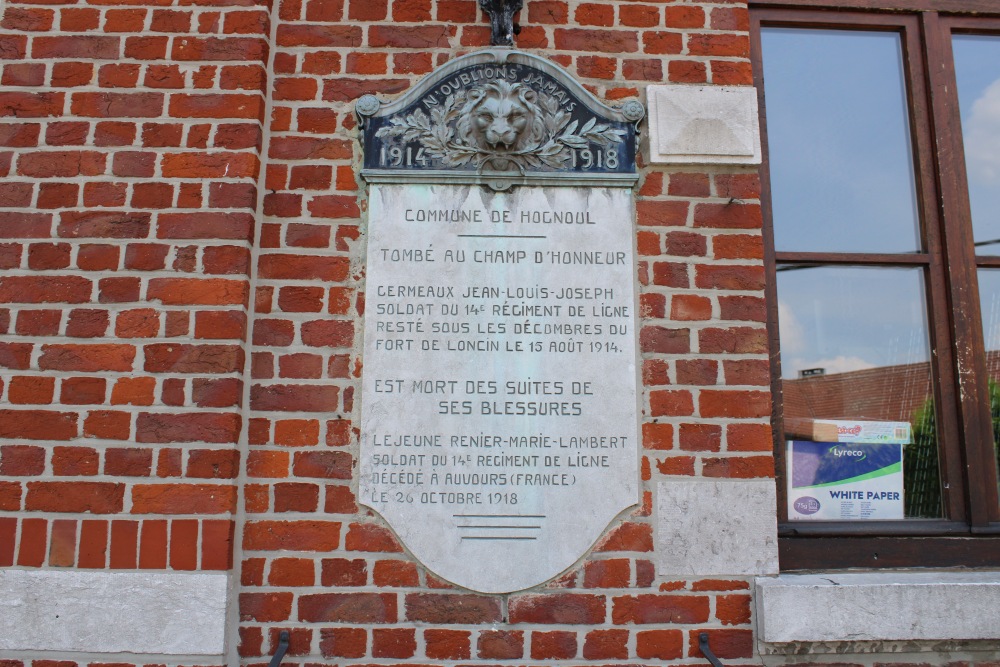 N'OUBLIONS JAMAIS
1914 1918
COMMUNE DE HOGNOUL
TOMBÉ AU CHAMP D'HONNEUR
GERMEAUX JEAN-LOUIS-JOSEPH
SOLDAT DU 14E RÉGIMENT DE LIGNE
RESTÉ SOUS LES DÉCOMBRES DU
FORT DE LONCIN LE 15 AOÛT 1914.
EST MORT DES SUITES DE
SES BLESSURES
LEJEUNE RENIER-MARIE-LAMBERT
SOLDAT DU 14E REGIMENT DE LIGNE
DÉCÉDÉ À AUVOURS (FRANCE)
LE 26 OCTOBRE 1918
Lyreco
WHITE PAPER
75g